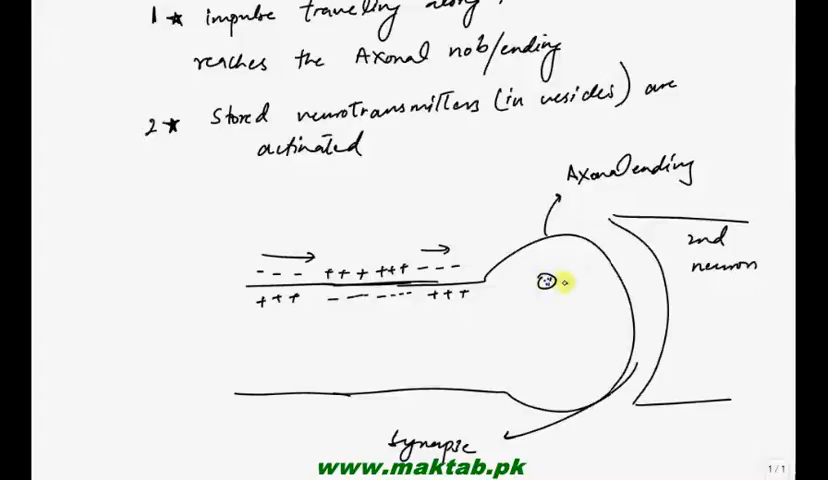 1 * impulse traveling along
reaches the Axonal nob/ending
2 * Stored neurotransmitters (in vesicles) are
activated
Axonal ending
2nd
neuron
- - - + + + + + + - - -
+ + + - - - - - - - + + +
synapse
www.maktab.pk
1/1